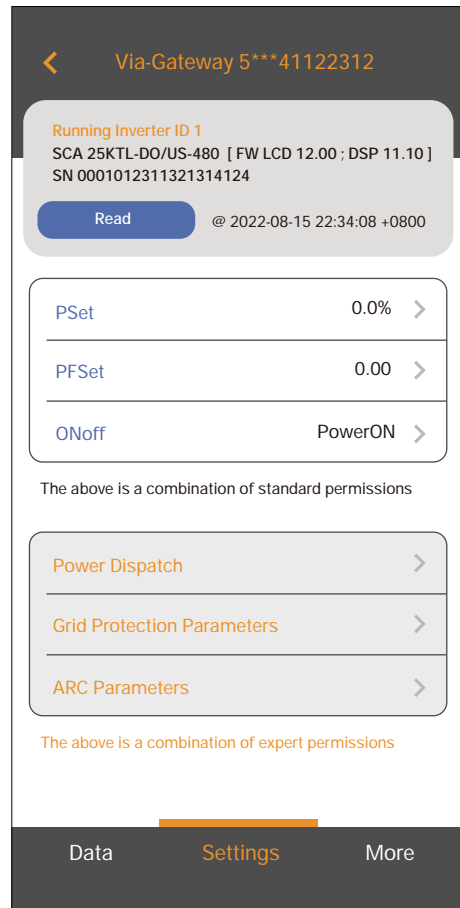 Via-Gateway 5***41122312
Running Inverter ID 1
SCA 25KTL-DO/US-480 [ FW LCD 12.00 ; DSP 11.10 ]
SN 0001012311321314124
Read @ 2022-08-15 22:34:08 +0800
PSet 0.0%
PFSet 0.00
ONoff PowerON
The above is a combination of standard permissions
Power Dispatch
Grid Protection Parameters
ARC Parameters
The above is a combination of expert permissions
Data Settings More